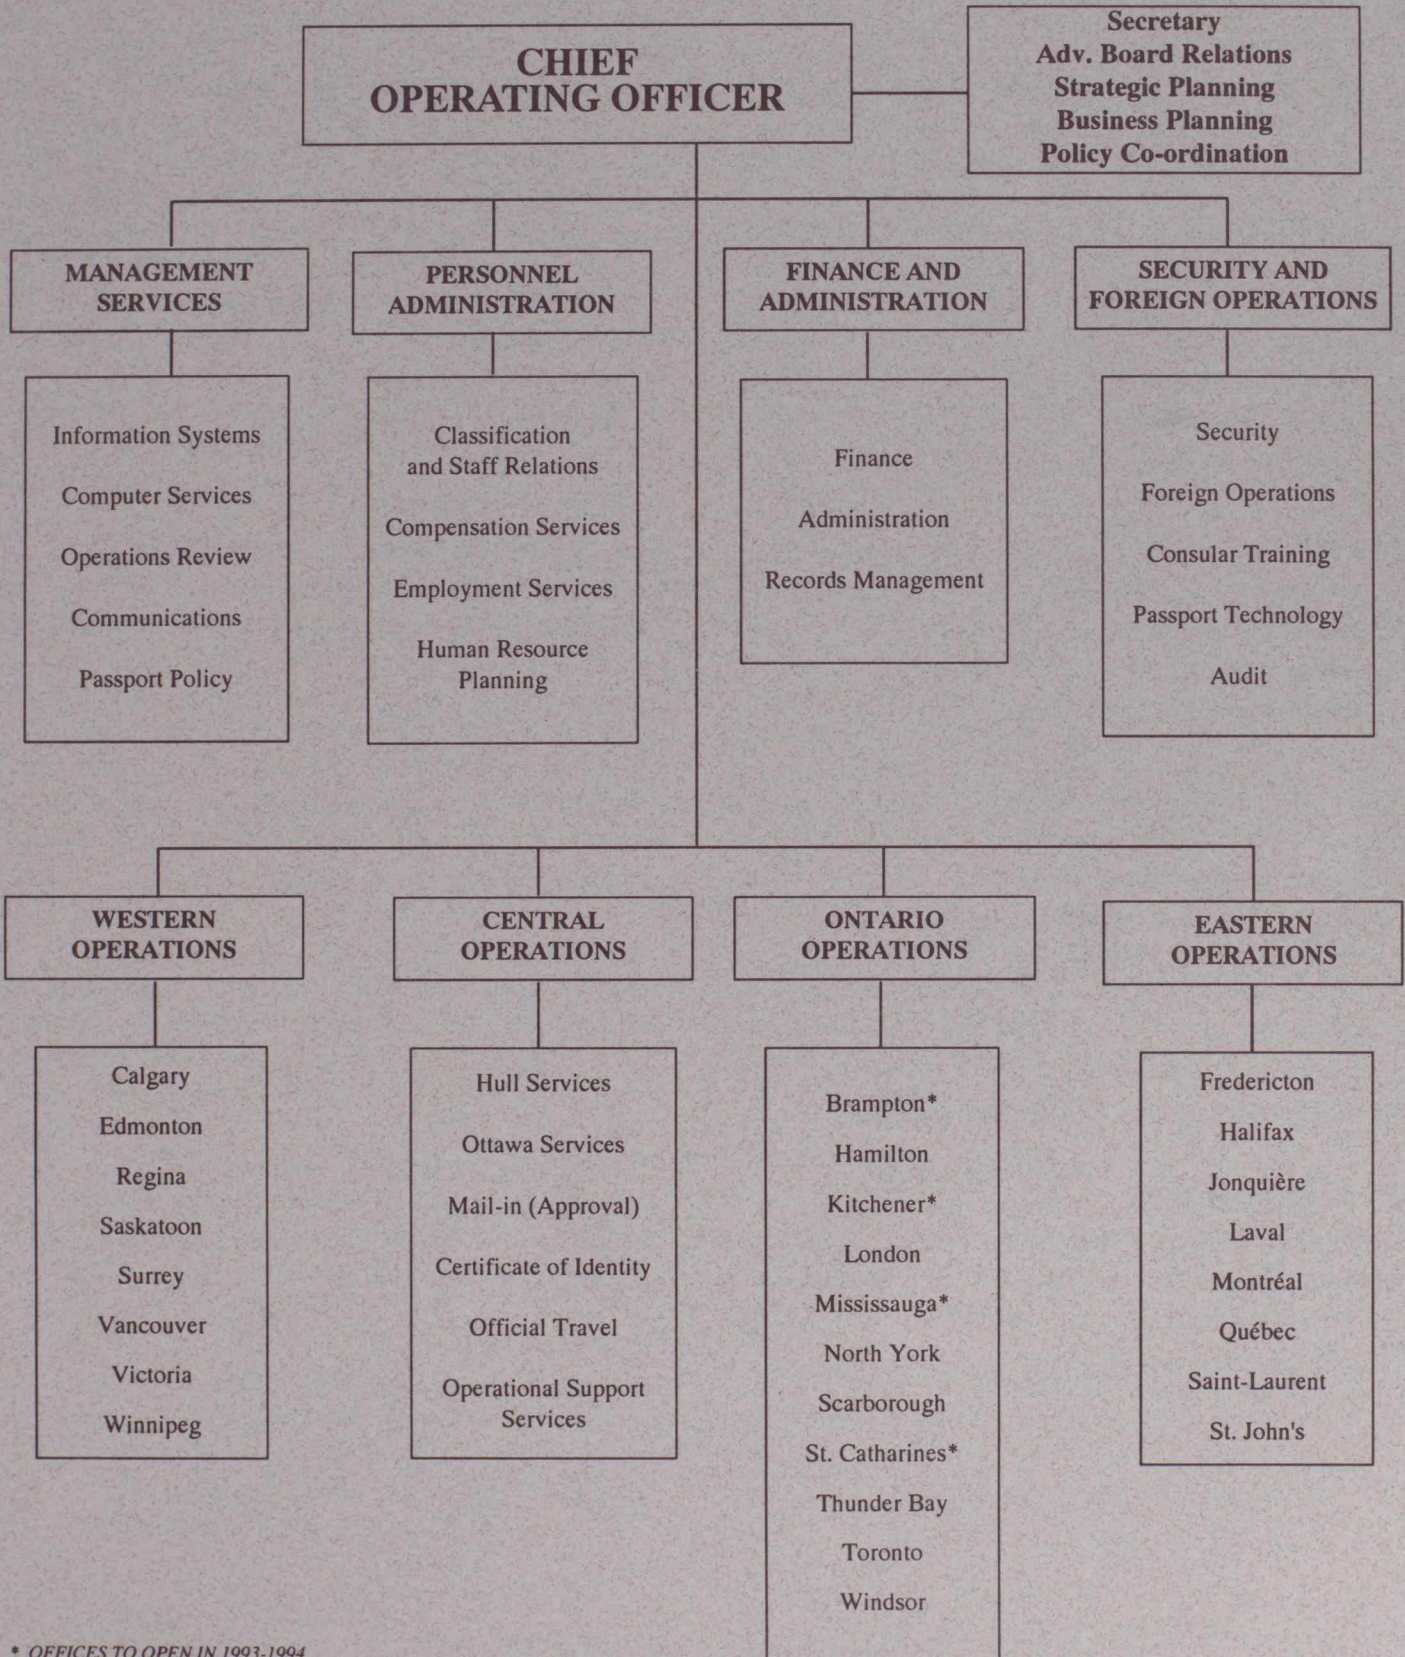 CHIEF
OPERATING OFFICER
Secretary
Adv. Board Relations
Strategic Planning
Business Planning
Policy Co-ordination
MANAGEMENT
SERVICES
PERSONNEL
ADMINISTRATION
FINANCE AND
ADMINISTRATION
SECURITY AND
FOREIGN OPERATIONS
Information Systems
Computer Services
Operations Review
Communications
Passport Policy
Classification
and Staff Relations
Compensation Services
Employment Services
Human Resource
Planning
Finance
Administration
Records Management
Security
Foreign Operations
Consular Training
Passport Technology
Audit
WESTERN
OPERATIONS
CENTRAL
OPERATIONS
ONTARIO
OPERATIONS
EASTERN
OPERATIONS
Calgary
Edmonton
Regina
Saskatoon
Surrey
Vancouver
Victoria
Winnipeg
Hull Services
Ottawa Services
Mail-in (Approval)
Certificate of Identity
Official Travel
Operational Support
Services
Brampton*
Hamilton
Kitchener*
London
Mississauga*
North York
Scarborough
St. Catharines*
Thunder Bay
Toronto
Windsor
Fredericton
Halifax
Jonquière
Laval
Montréal
Québec
Saint-Laurent
St. John's
* OFFICES TO OPEN IN 1993-1994